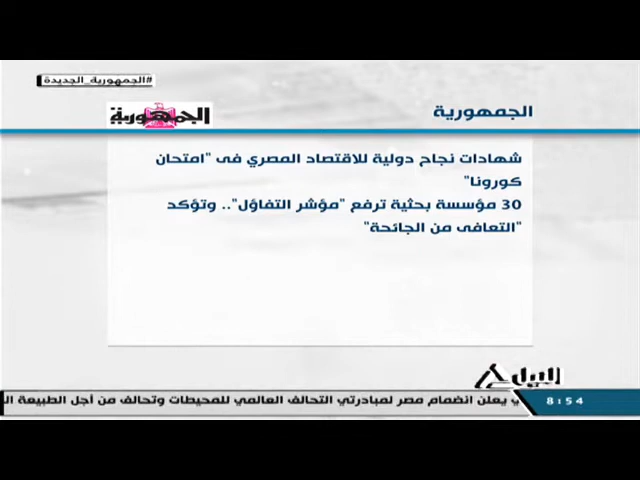 #الجمهورية_الجديدة
الجمهورية
الجمهورية
شهادات نجاح دولية للاقتصاد المصري فى "امتحان
كورونا"
30 مؤسسة بحثية ترفع "مؤشر التفاؤل".. وتؤكد
"التعافى من الجائحة"
النيل
ي يعلن انضمام مصر لمبادرتي التحالف العالمي للمحيطات وتحالف من أجل الطبيعة
8:54